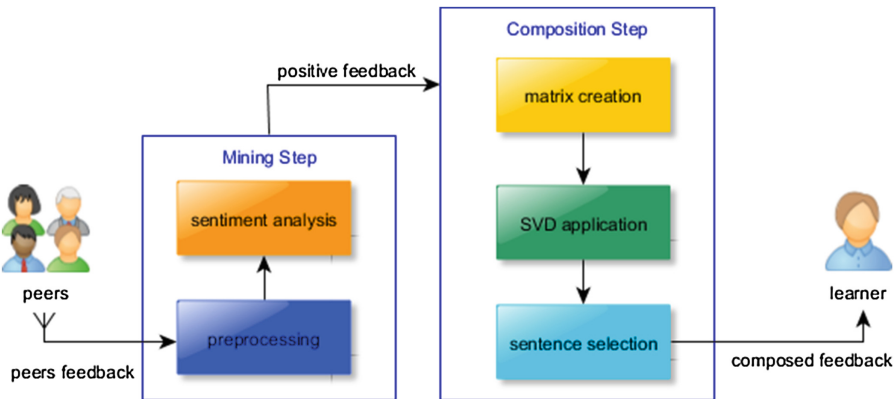 Composition Step
positive feedback
matrix creation
Mining Step
sentiment analysis
SVD application
peers
learner
preprocessing
sentence selection
composed feedback
peers feedback